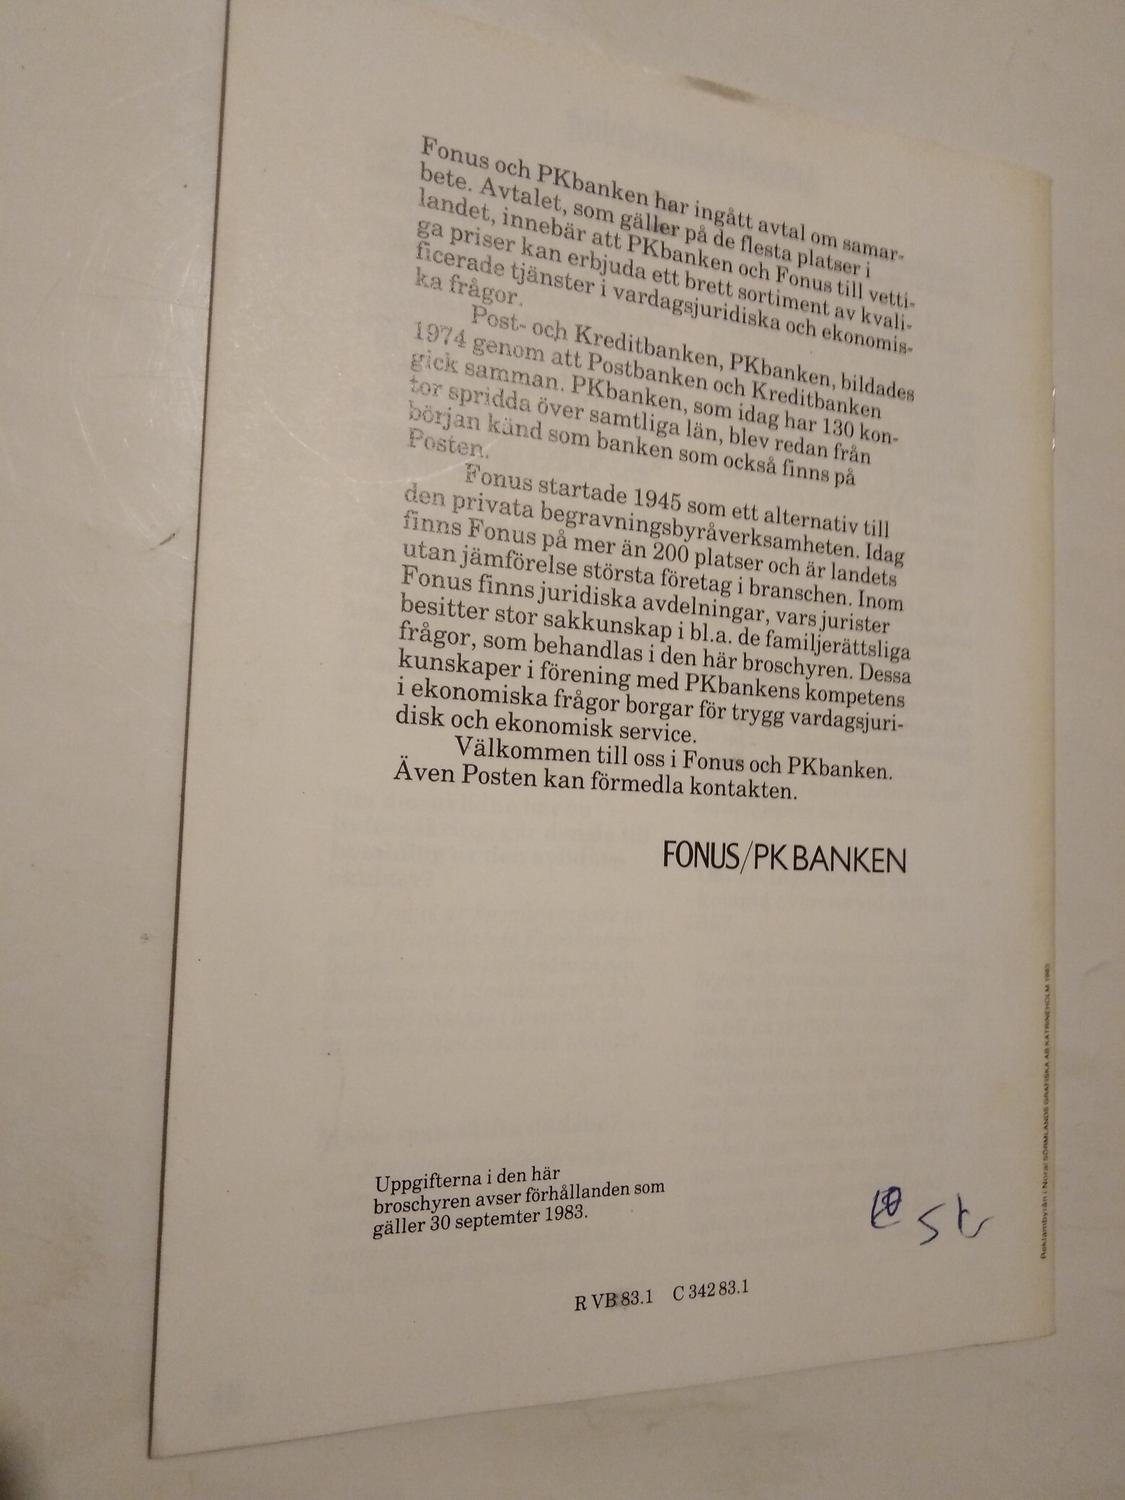 Fonus och PKbanken har ingått avtal om samar-
bete. Avtalet, som gäller på de flesta platser i
landet, innebär att PKbanken och Fonus till vetti-
ga priser kan erbjuda ett brett sortiment av kvali-
ficerade tjänster i vardagsjuridiska och ekonomis-
ka frågor.
Post- och Kreditbanken, PKbanken, bildades
1974 genom att Postbanken och Kreditbanken
gick samman. PKbanken, som idag har 130 kon-
tor spridda över samtliga län, blev redan från
början känd som banken som också finns på
Posten.
Fonus startade 1945 som ett alternativ till
den privata begravningsbyråverksamheten. Idag
finns Fonus på mer än 200 platser och är landets
utan jämförelse största företag i branschen. Inom
Fonus finns juridiska avdelningar, vars jurister
besitter stor sakkunskap i bl.a. de familjerättsliga
frågor, som behandlas i den här broschyren. Dessa
kunskaper i förening med PKbankens kompetens
i ekonomiska frågor borgar för trygg vardagsjuri-
disk och ekonomisk service.
Välkommen till oss i Fonus och PKbanken.
Även Posten kan förmedla kontakten.
FONUS/PK BANKEN
Uppgifterna i den här
broschyren avser förhållanden som
gäller 30 septemter 1983.
R VB 83.1 C 342 83.1
Reklambyrån i Nora/SÖRMLANDS GRAFISKA AB KATRINEHOLM 1983